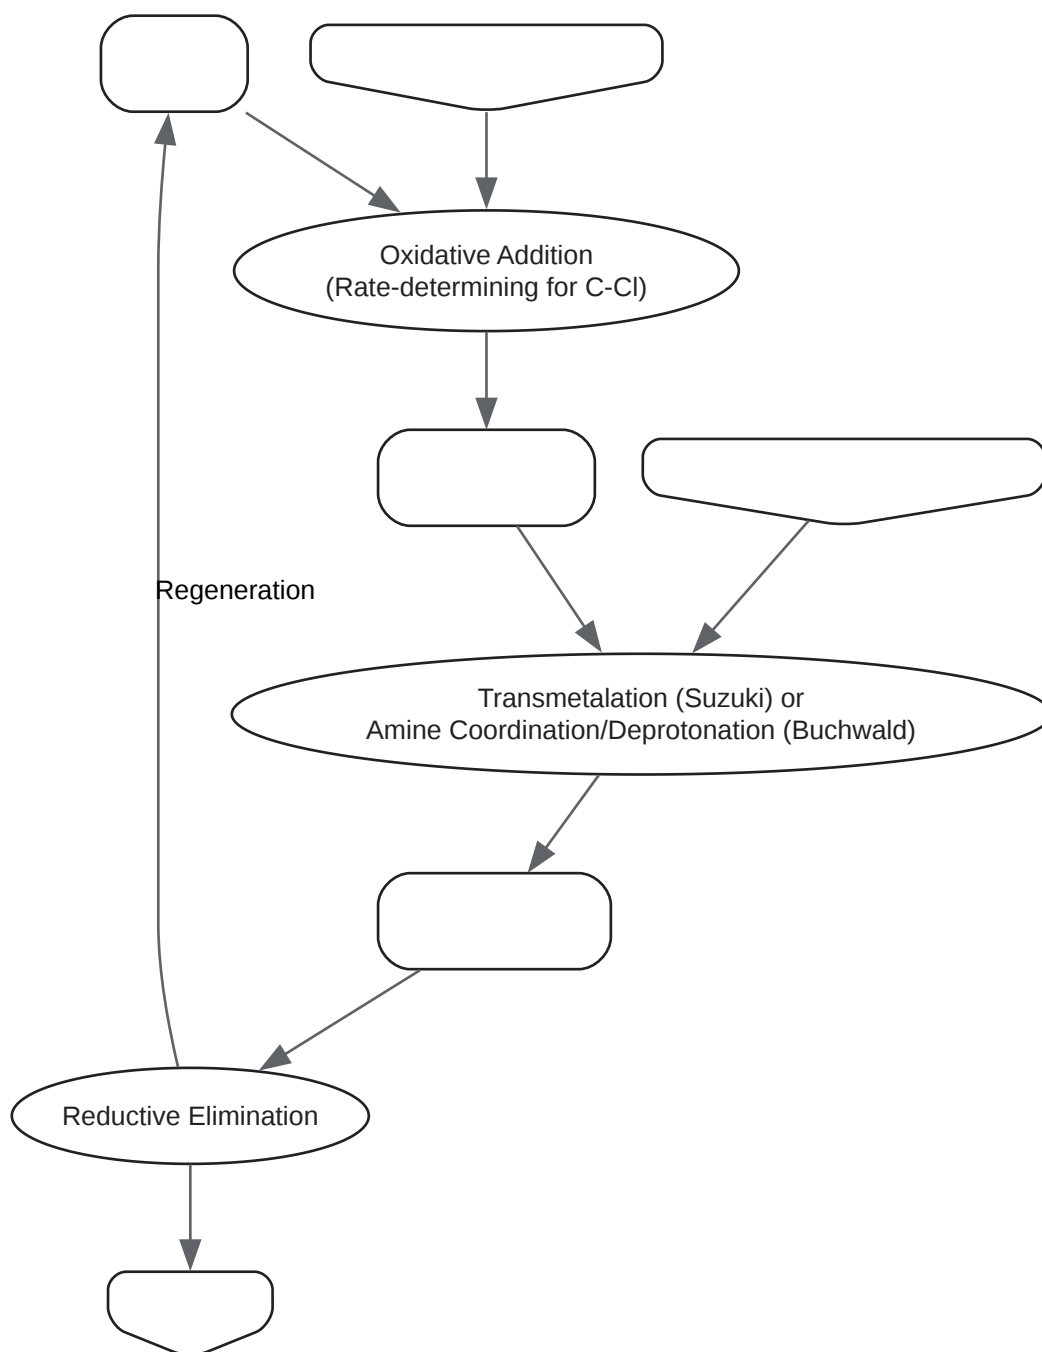 Oxidative Addition
(Rate-determining for C-Cl)
Regeneration
Transmetalation (Suzuki) or
Amine Coordination/Deprotonation (Buchwald)
Reductive Elimination